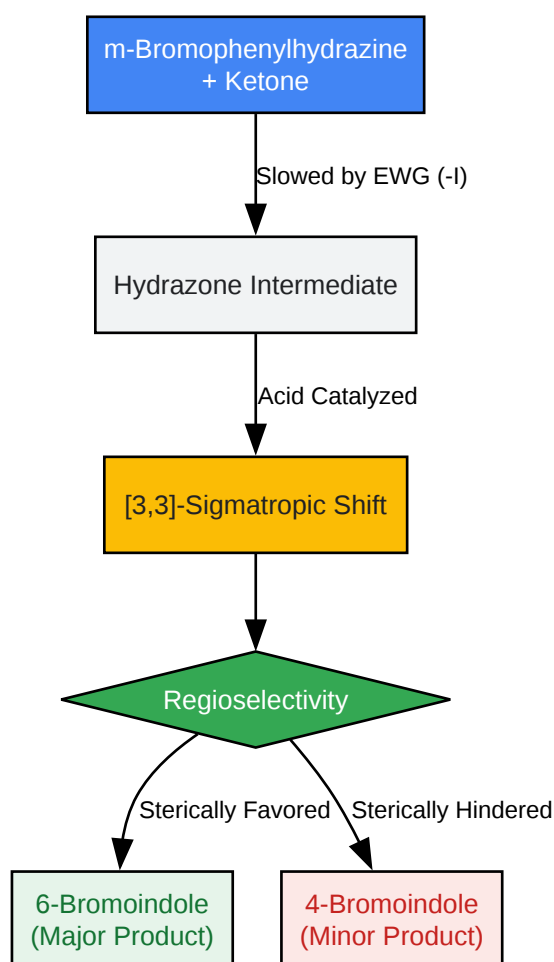 m-Bromophenylhydrazine
+ Ketone
Slowed by EWG (-I)
Hydrazone Intermediate
Acid Catalyzed
[3,3]-Sigmatropic Shift
Regioselectivity
Sterically Favored
Sterically Hindered
6-Bromoindole
(Major Product)
4-Bromoindole
(Minor Product)